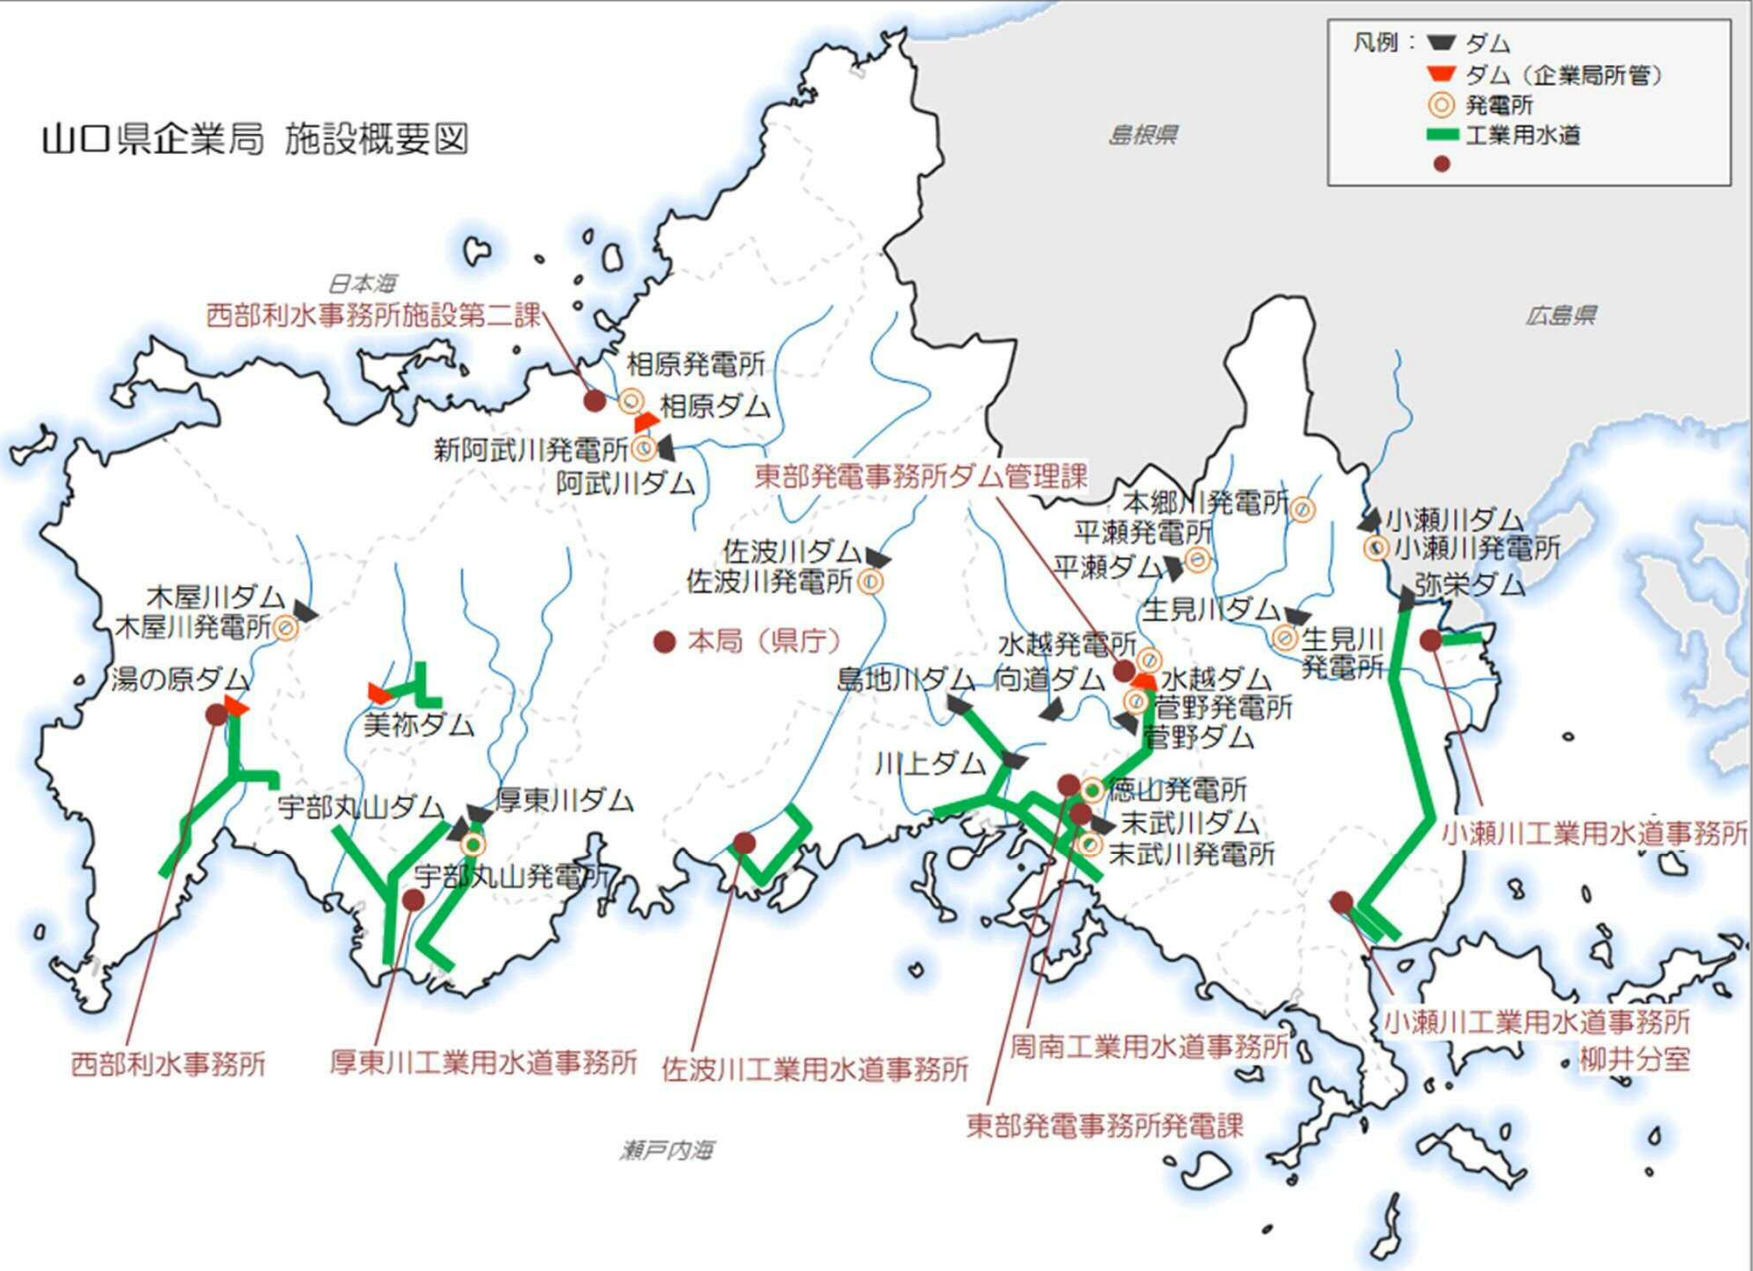 凡例：ダム
ダム（企業局所管）
発電所
工業用水道
山口県企業局 施設概要図
島根県
広島県
日本海
西部利水事務所施設第二課
相原発電所
相原ダム
新阿武川発電所
阿武川ダム
東部発電事務所ダム管理課
本郷川発電所
平瀬発電所
平瀬ダム
小瀬川ダム
小瀬川発電所
弥栄ダム
佐波川ダム
佐波川発電所
木屋川ダム
木屋川発電所
生見川ダム
生見川
発電所
本局（県庁）
水越発電所
島地川ダム
向道ダム
水越ダム
湯の原ダム
菅野発電所
菅野ダム
美祢ダム
川上ダム
徳山発電所
宇部丸山ダム
厚東川ダム
末武川ダム
末武川発電所
小瀬川工業用水道事務所
宇部丸山発電所
小瀬川工業用水道事務所
柳井分室
周南工業用水道事務所
西部利水事務所
厚東川工業用水道事務所
佐波川工業用水道事務所
東部発電事務所発電課
瀬戸内海